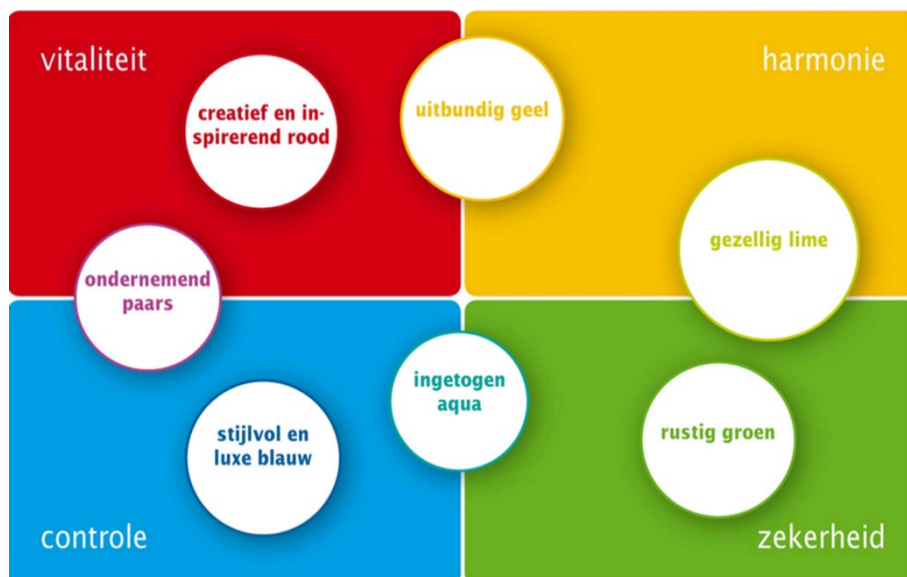 vitaliteit
harmonie
creatief en in-
spirerend rood
uitbundig geel
gezellig lime
ondernemend
paars
ingetogen
aqua
stijlvol en
luxe blauw
rustig groen
controle
zekerheid